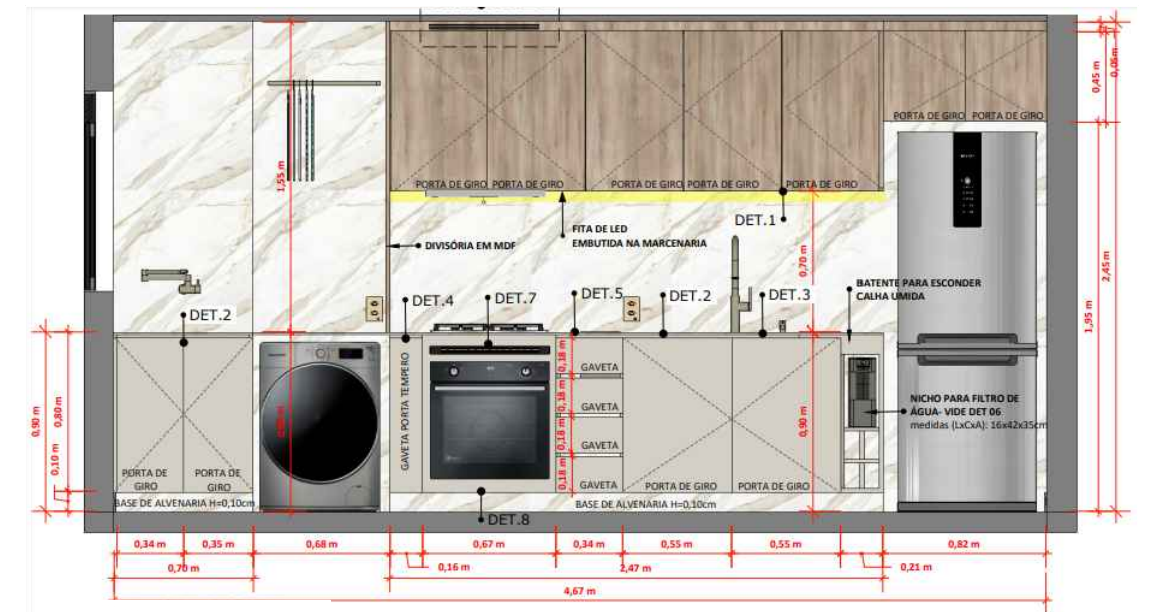 PORTA DE GIRO
PORTA DE GIRO
PORTA DE GIRO
PORTA DE GIRO
PORTA DE GIRO
PORTA DE GIRO
PORTA DE GIRO
0,05 m
0,45 m
1,55 m
DET.1
FITA DE LED
EMBUTIDA NA MARCENARIA
DIVISÓRIA EM MDF
0,70 m
2,45 m
BATENTE PARA ESCONDER
CALHA UMIDA
DET.2
DET.4
DET.7
DET.5
DET.2
DET.3
1,95 m
0,90 m
0,80 m
0,10 m
GAVETA PORTA TEMPERO
0,18 m
0,18 m
0,18 m
0,18 m
GAVETA
GAVETA
GAVETA
GAVETA
0,90 m
NICHO PARA FILTRO DE
ÁGUA- VIDE DET 06
medidas (LxCxA): 16x42x35cm
PORTA DE
GIRO
PORTA DE
GIRO
PORTA DE GIRO
PORTA DE GIRO
BASE DE ALVENARIA H=0,10cm
BASE DE ALVENARIA H=0,10cm
DET.8
0,34 m
0,35 m
0,68 m
0,67 m
0,34 m
0,55 m
0,55 m
0,82 m
0,70 m
0,16 m
2,47 m
0,21 m
4,67 m